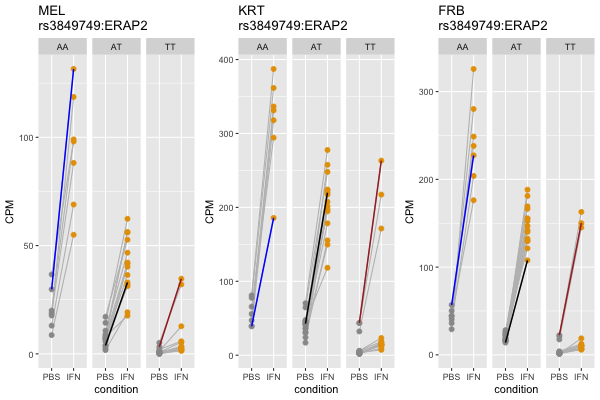 MEL
rs3849749:ERAP2
AA AT TT
CPM
100
50
0
PBS IFN PBS IFN PBS IFN
condition
KRT
rs3849749:ERAP2
AA AT TT
CPM
400
300
200
100
0
PBS IFN PBS IFN PBS IFN
condition
FRB
rs3849749:ERAP2
AA AT TT
CPM
300
200
100
0
PBS IFN PBS IFN PBS IFN
condition